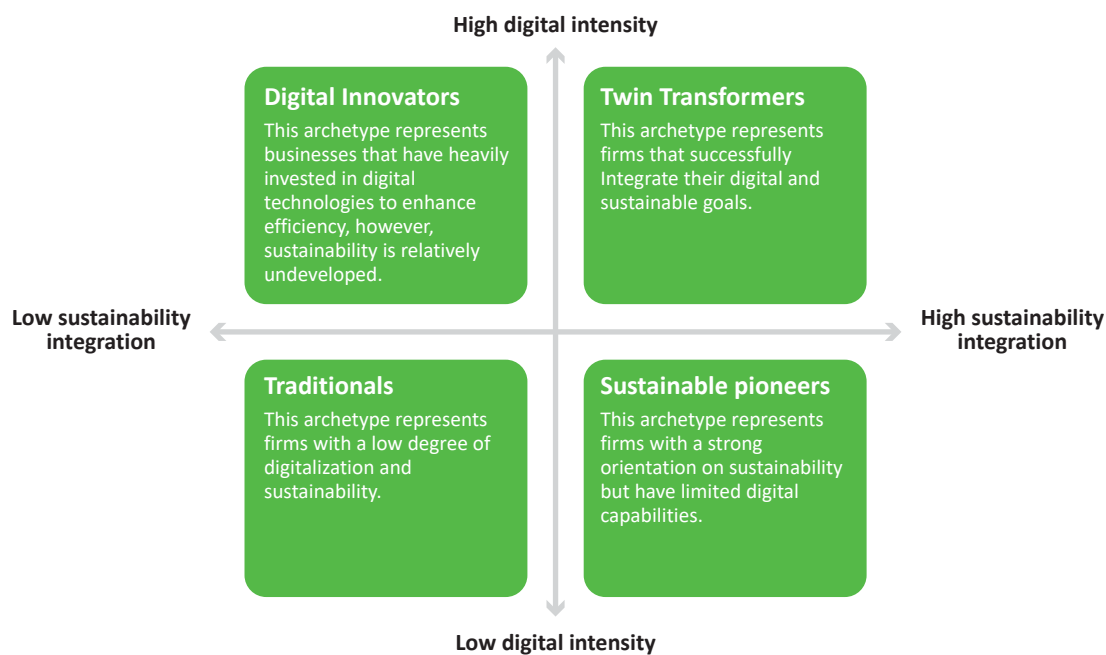 High digital intensity
Digital Innovators
This archetype represents
businesses that have heavily
invested in digital
technologies to enhance
efficiency, however,
sustainability is relatively
undeveloped.
Twin Transformers
This archetype represents
firms that successfully
Integrate their digital and
sustainable goals.
Low sustainability
integration
High sustainability
integration
Traditionals
This archetype represents
firms with a low degree of
digitalization and
sustainability.
Sustainable pioneers
This archetype represents
firms with a strong
orientation on sustainability
but have limited digital
capabilities.
Low digital intensity